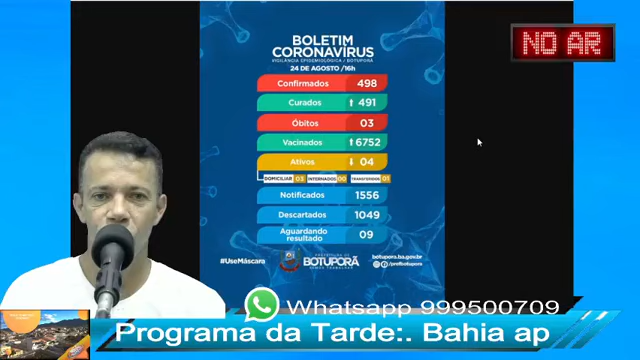 NO AR
BOLETIM
CORONAVÍRUS
VIGILÂNCIA EPIDEMIOLÓGICA / BOTUPORÃ
24 DE AGOSTO /16h
Confirmados 498
Curados 491
Óbitos 03
Vacinados 6752
Ativos 04
DOMICILIAR 03 INTERNADOS 00 TRANSFERIDOS 01
Notificados 1556
Descartados 1049
Aguardando
resultado 09
#UseMáscara
PREFEITURA DE
BOTUPORÃ
botupora.ba.gov.br
/prefbotupora
Whatsapp 999500709
Programa da Tarde:. Bahia ap